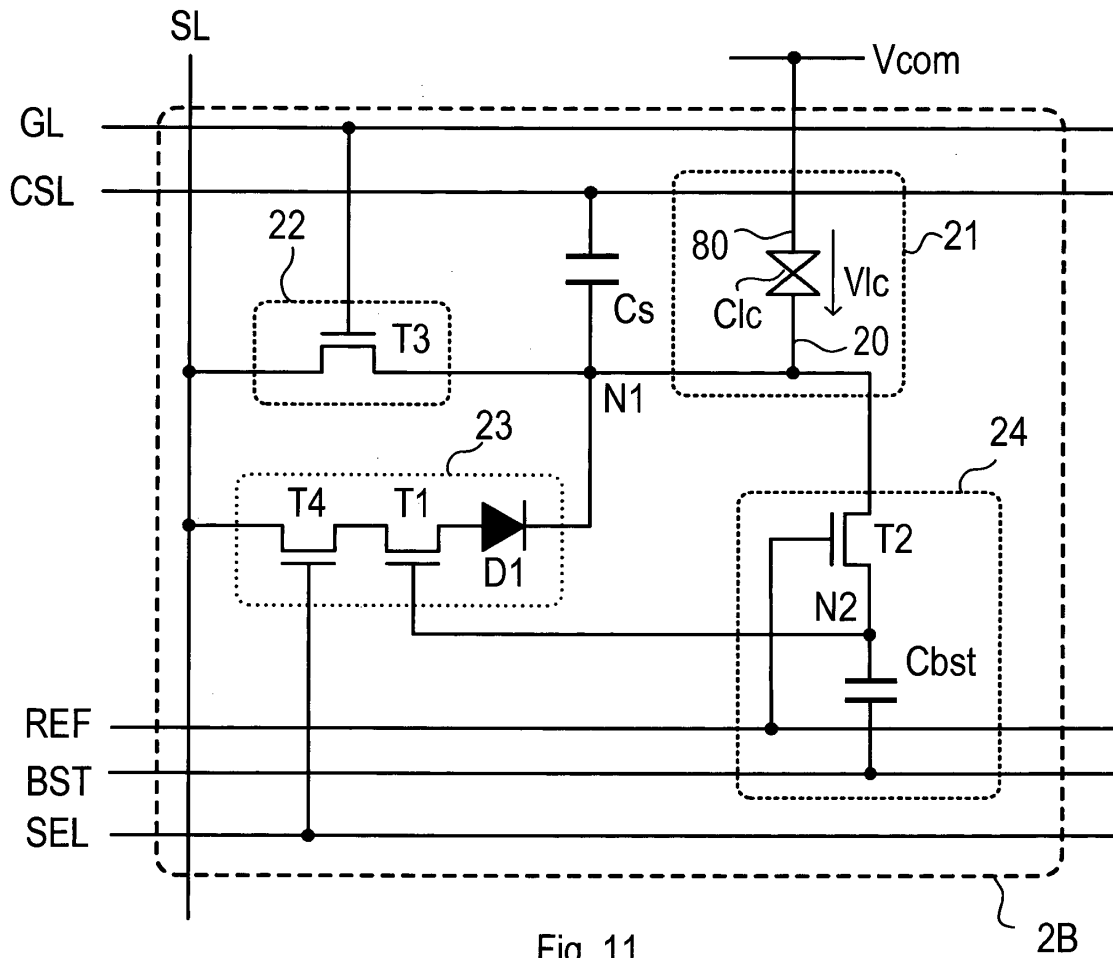 SL
Vcom
GL
CSL
22
80
21
Vlc
Clc
Cs
T3
20
N1
23
24
T4
T1
D1
T2
N2
Cbst
REF
BST
SEL
Fig. 11
2B